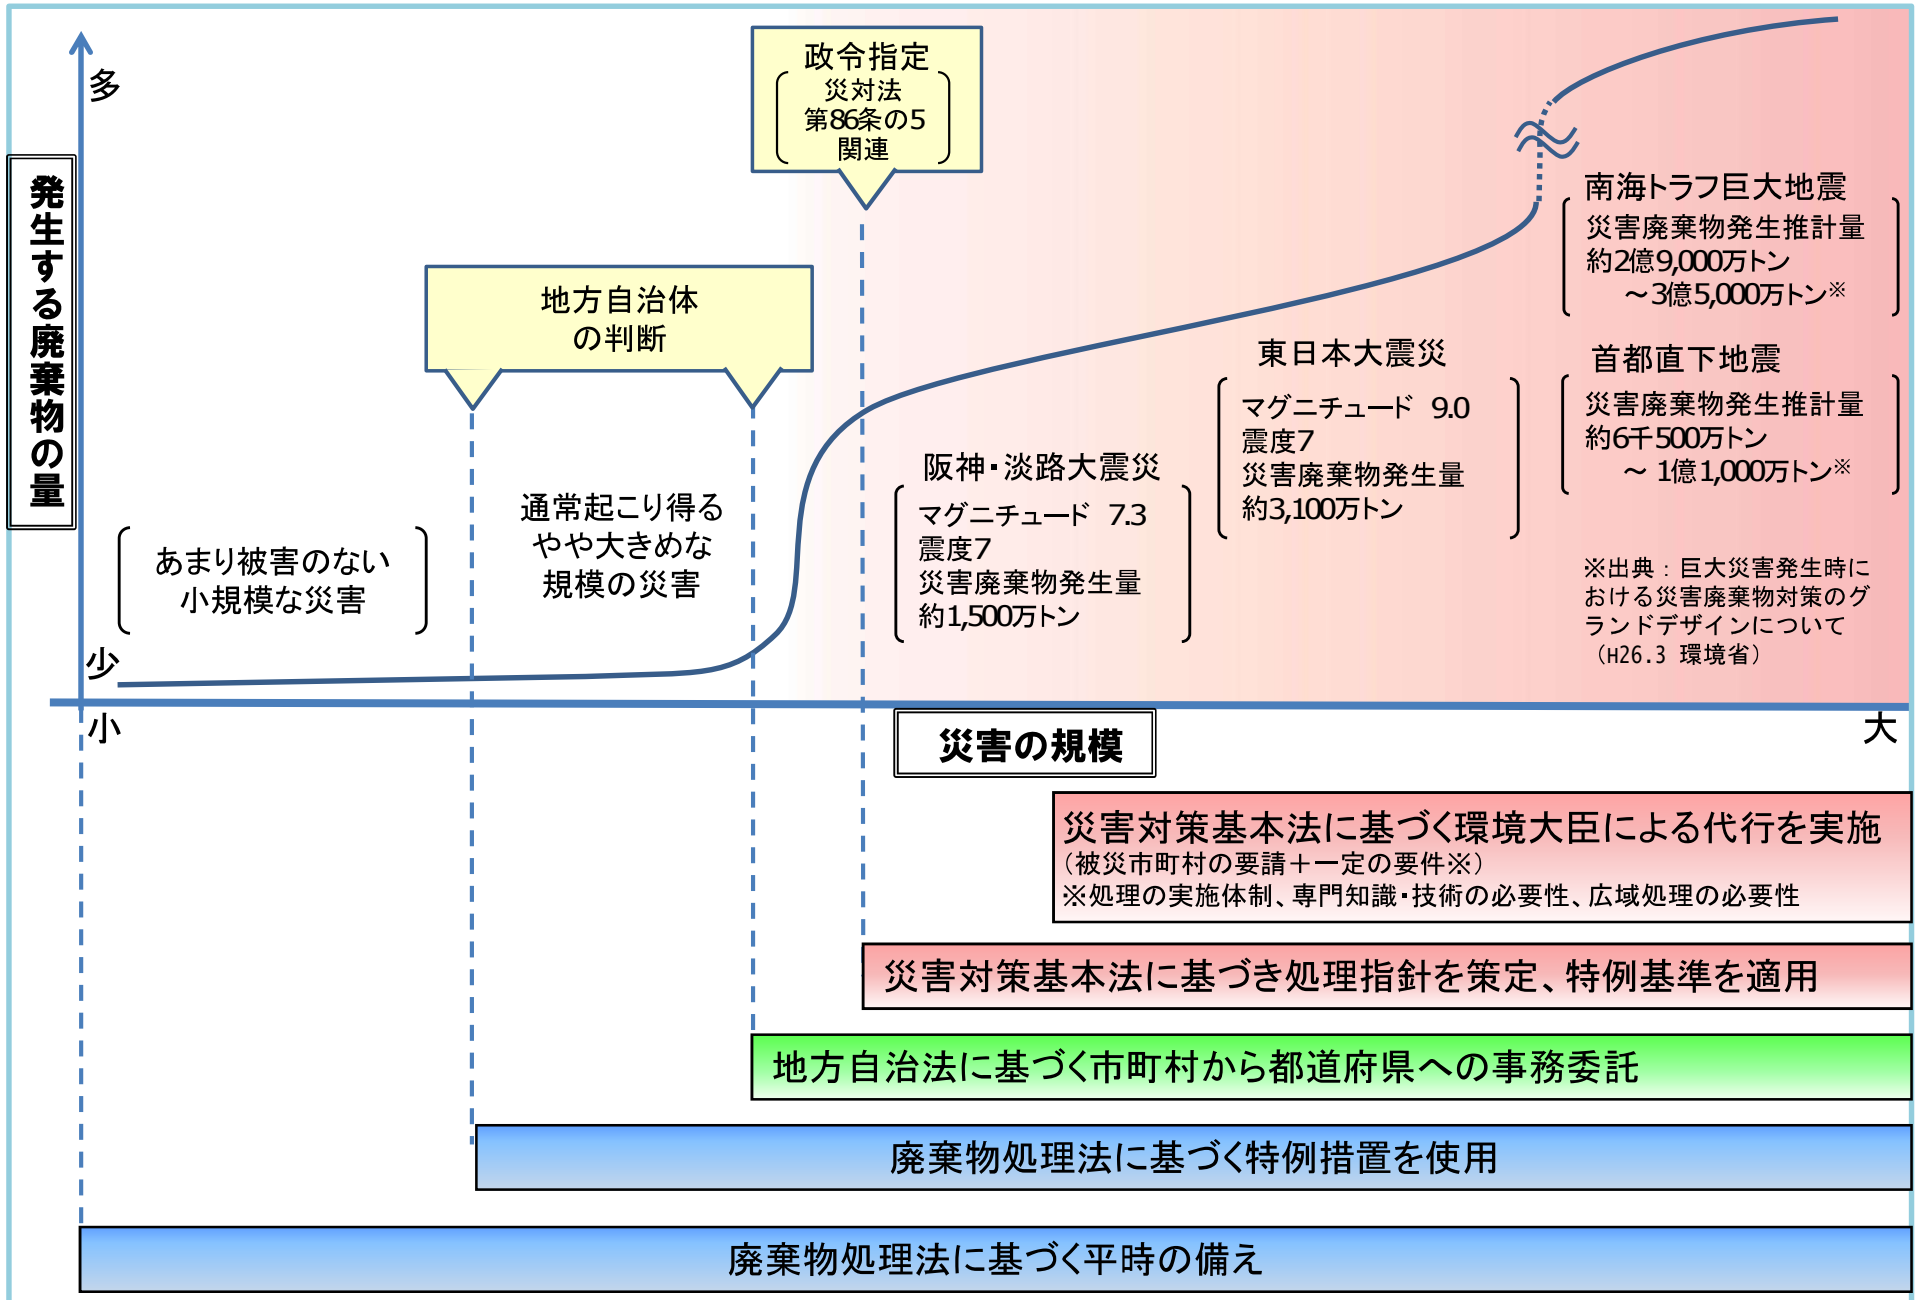 多
発生する廃棄物の量
少
小
政令指定
災対法
第86条の5
関連
地方自治体
の判断
あまり被害のない
小規模な災害
通常起こり得る
やや大きめな
規模の災害
阪神・淡路大震災
マグニチュード 7.3
震度7
災害廃棄物発生量
約1,500万トン
東日本大震災
マグニチュード 9.0
震度7
災害廃棄物発生量
約3,100万トン
南海トラフ巨大地震
災害廃棄物発生推計量
約2億9,000万トン
～3億5,000万トン※
首都直下地震
災害廃棄物発生推計量
約6千500万トン
～ 1億1,000万トン※
※出典：巨大災害発生時に
おける災害廃棄物対策のグ
ランドデザインについて
（H26.3 環境省）
災害の規模
大
災害対策基本法に基づく環境大臣による代行を実施
（被災市町村の要請＋一定の要件※）
※処理の実施体制、専門知識・技術の必要性、広域処理の必要性
災害対策基本法に基づき処理指針を策定、特例基準を適用
地方自治法に基づく市町村から都道府県への事務委託
廃棄物処理法に基づく特例措置を使用
廃棄物処理法に基づく平時の備え